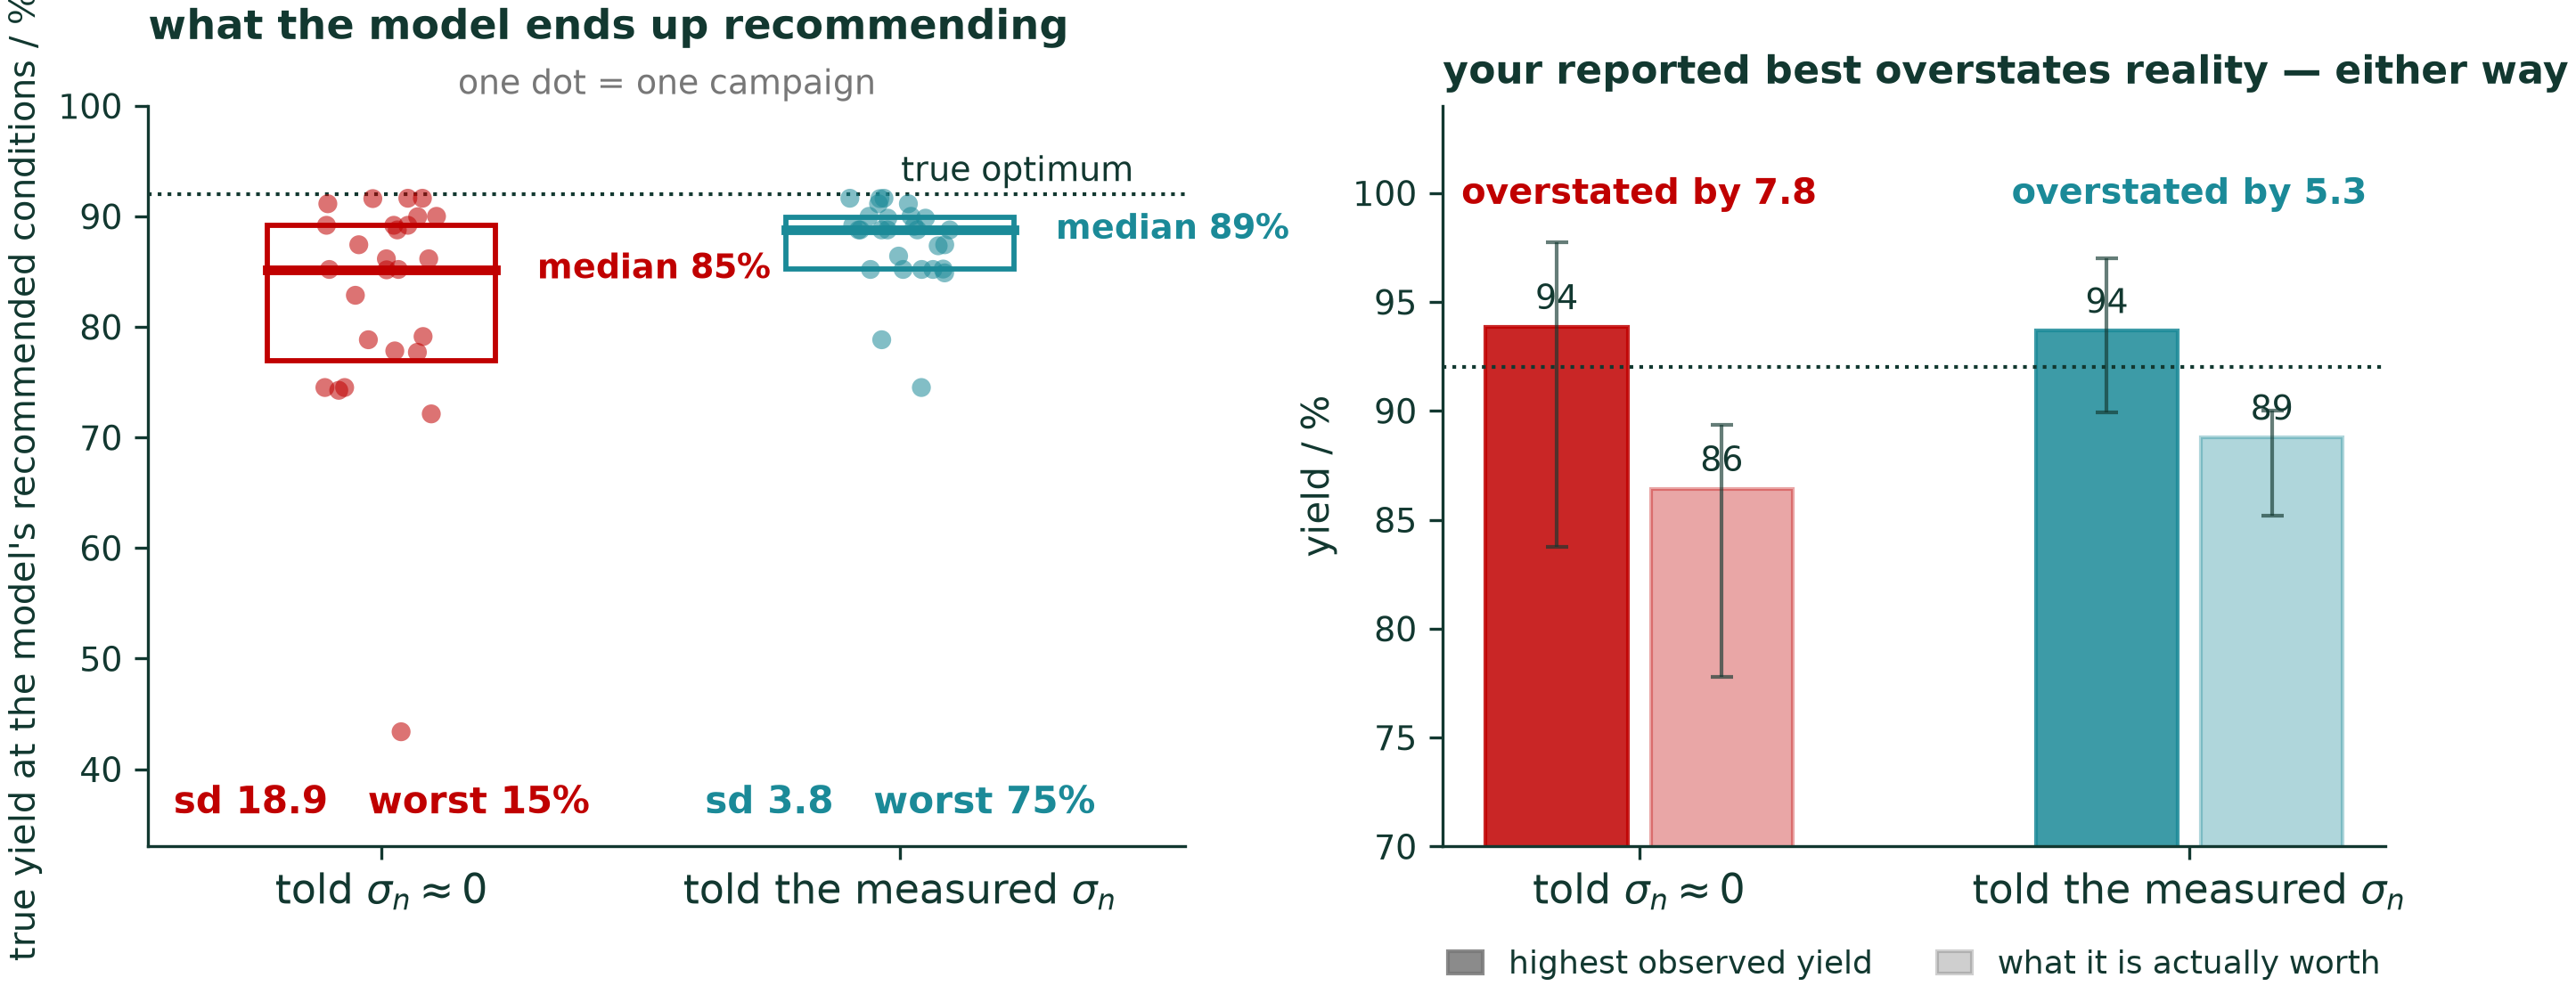 what the model ends up recommending
one dot = one campaign
true yield at the model's recommended conditions / %
100
90
80
70
60
50
40
true optimum
median 85%
median 89%
sd 18.9 worst 15%
sd 3.8 worst 75%
told σn ≈ 0
told the measured σn
your reported best overstates reality — either way
yield / %
100
95
90
85
80
75
70
overstated by 7.8
overstated by 5.3
94
86
94
89
told σn ≈ 0
told the measured σn
highest observed yield
what it is actually worth